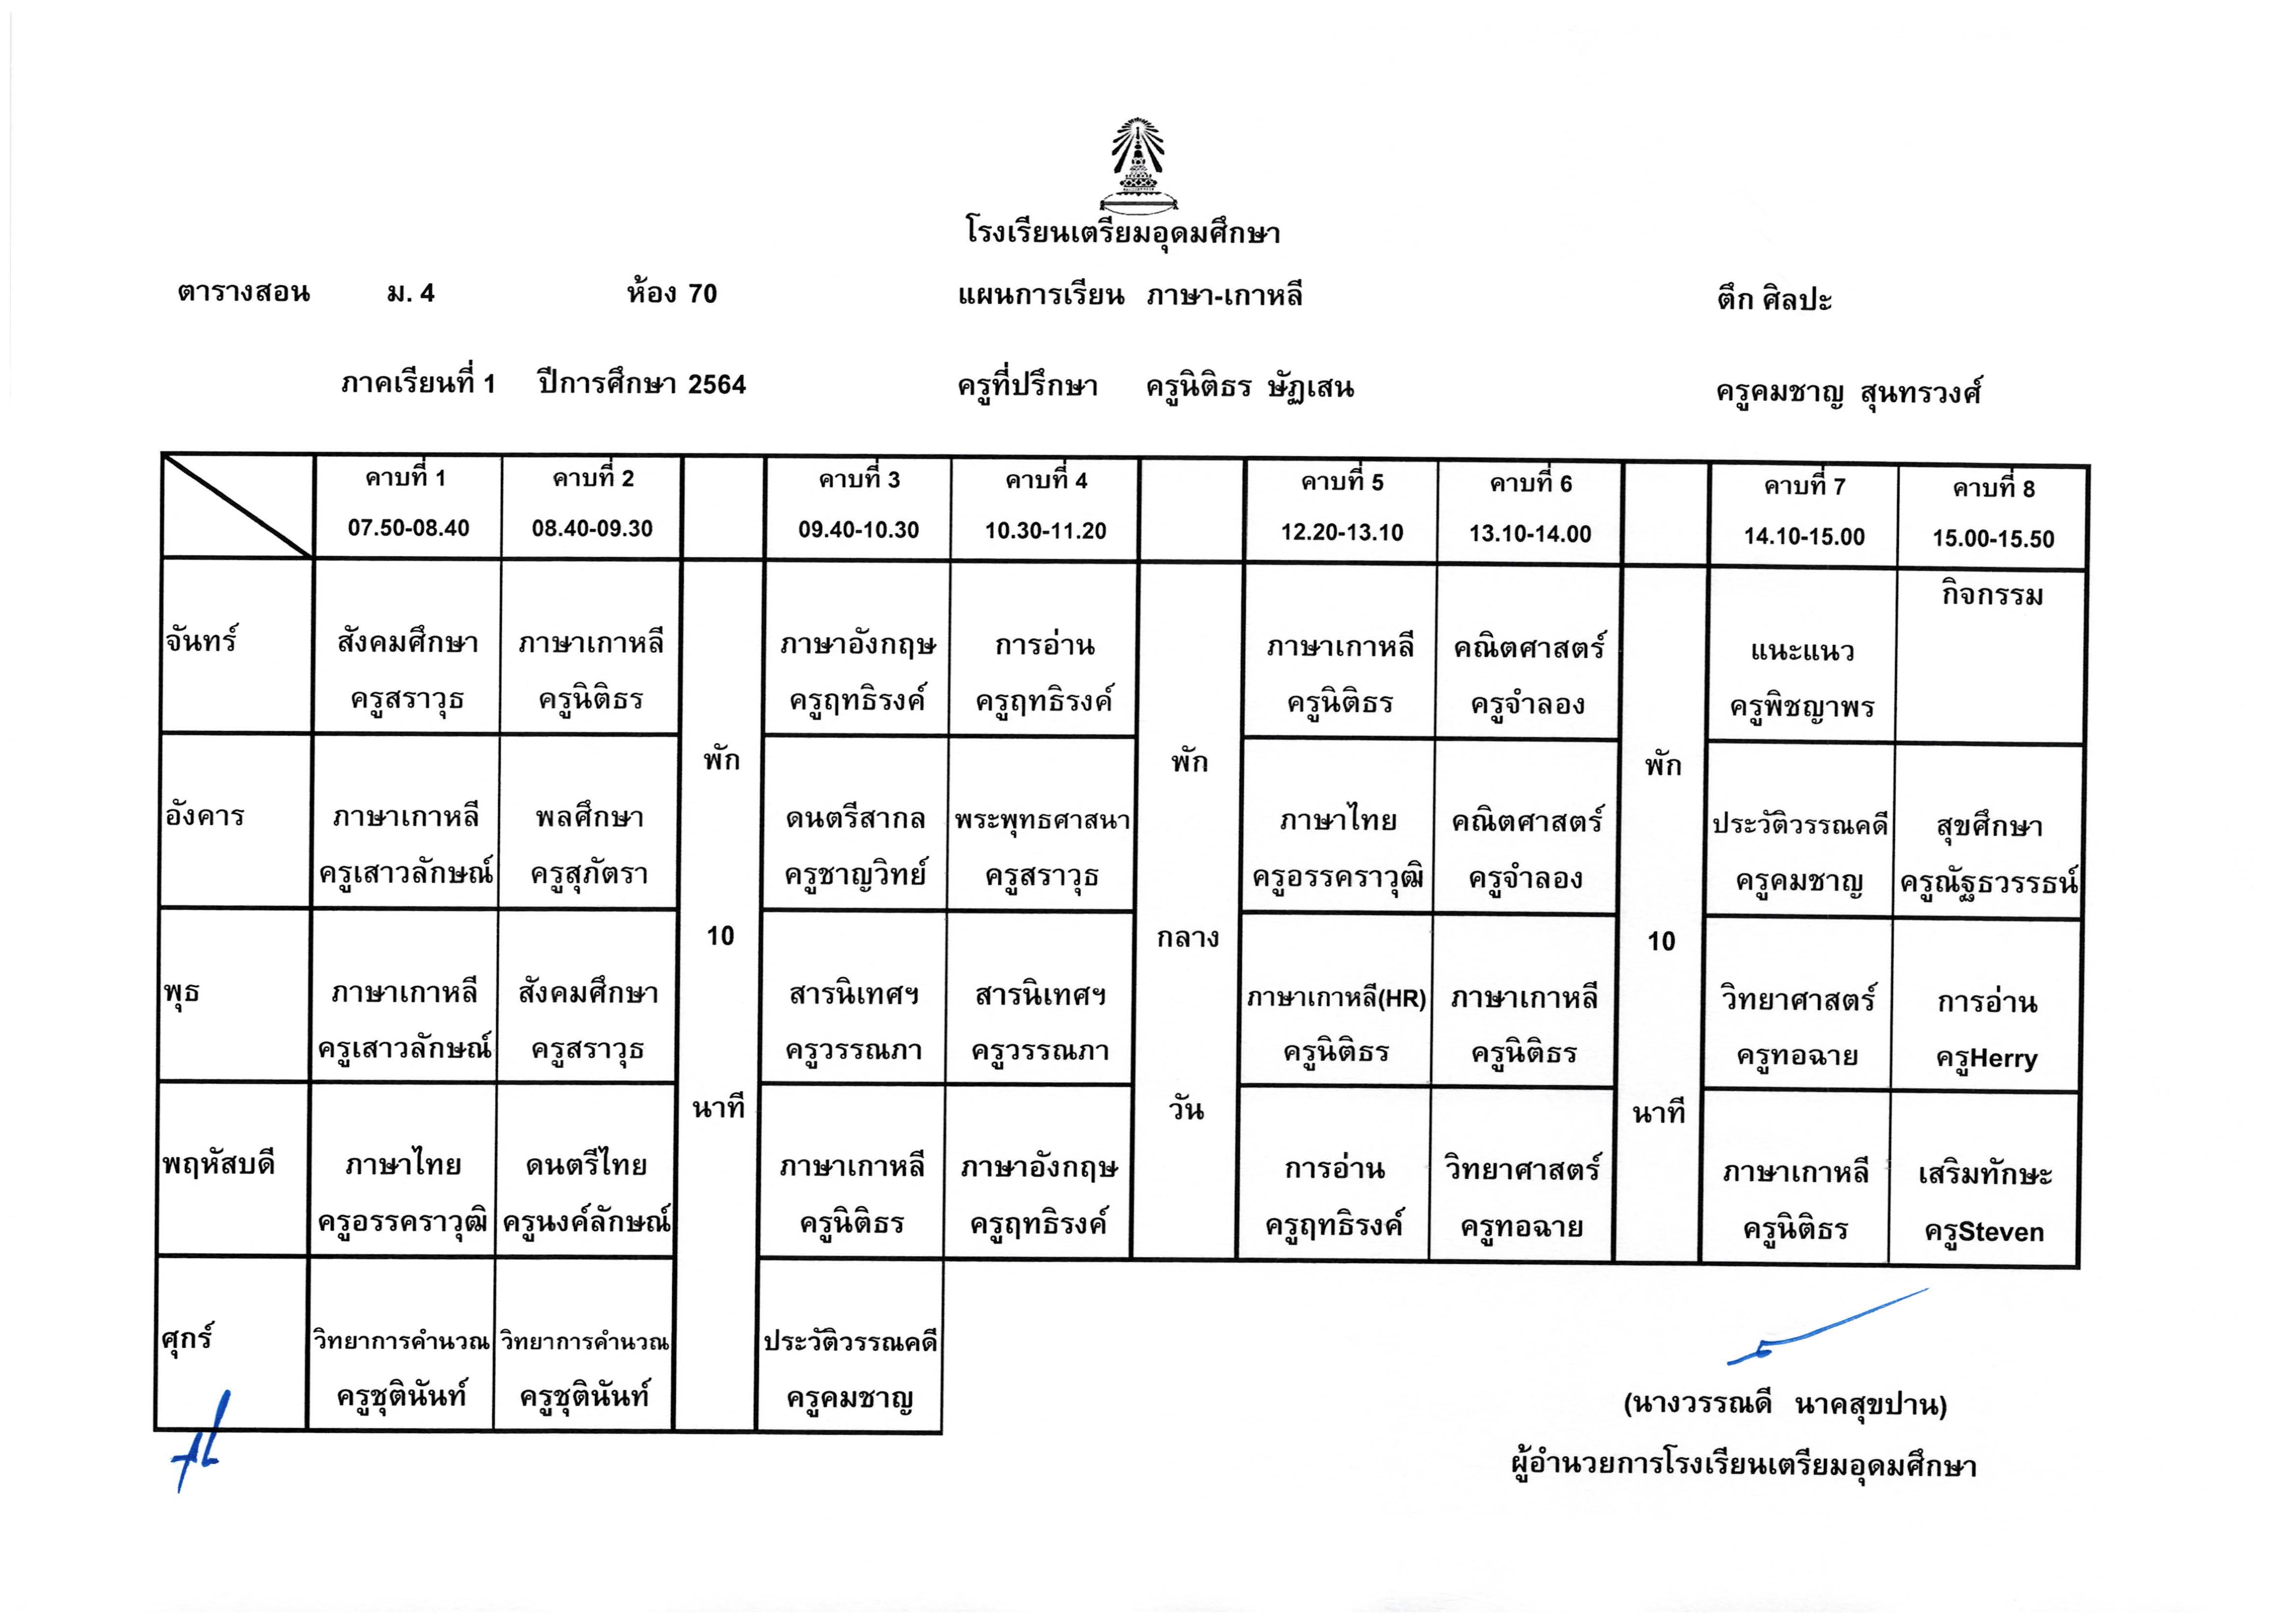 โรงเรียนเตรียมอุดมศึกษา
ตารางสอน ม. 4 ห้อง 70 แผนการเรียน ภาษา-เกาหลี ตึก ศิลปะ
ภาคเรียนที่ 1 ปีการศึกษา 2564 ครูที่ปรึกษา ครูนิติธร ษัฏเสน ครูคมชาญ สุนทรวงศ์
คาบที่ 1 คาบที่ 2 คาบที่ 3 คาบที่ 4 คาบที่ 5 คาบที่ 6 คาบที่ 7 คาบที่ 8
07.50-08.40 08.40-09.30 09.40-10.30 10.30-11.20 12.20-13.10 13.10-14.00 14.10-15.00 15.00-15.50
จันทร์ สังคมศึกษา ภาษาเกาหลี ภาษาอังกฤษ การอ่าน ภาษาเกาหลี คณิตศาสตร์ แนะแนว กิจกรรม
ครูสราวุธ ครูนิติธร ครูฤทธิรงค์ ครูฤทธิรงค์ ครูนิติธร ครูจำลอง ครูพิชญาพร
พัก พัก พัก
อังคาร ภาษาเกาหลี พลศึกษา ดนตรีสากล พระพุทธศาสนา ภาษาไทย คณิตศาสตร์ ประวัติวรรณคดี สุขศึกษา
ครูเสาวลักษณ์ ครูสุภัตรา ครูชาญวิทย์ ครูสราวุธ ครูอรรคราวุฒิ ครูจำลอง ครูคมชาญ ครูณัฐธวรรธน์
10 กลาง 10
พุธ ภาษาเกาหลี สังคมศึกษา สารนิเทศฯ สารนิเทศฯ ภาษาเกาหลี(HR) ภาษาเกาหลี วิทยาศาสตร์ การอ่าน
ครูเสาวลักษณ์ ครูสราวุธ ครูวรรณภา ครูวรรณภา ครูนิติธร ครูนิติธร ครูทอฉาย ครูHerry
นาที วัน นาที
พฤหัสบดี ภาษาไทย ดนตรีไทย ภาษาเกาหลี ภาษาอังกฤษ การอ่าน วิทยาศาสตร์ ภาษาเกาหลี เสริมทักษะ
ครูอรรคราวุฒิ ครูนงค์ลักษณ์ ครูนิติธร ครูฤทธิรงค์ ครูฤทธิรงค์ ครูทอฉาย ครูนิติธร ครูSteven
ศุกร์ วิทยาการคำนวณ วิทยาการคำนวณ ประวัติวรรณคดี
ครูชุตินันท์ ครูชุตินันท์ ครูคมชาญ
(นางวรรณดี นาคสุขปาน)
ผู้อำนวยการโรงเรียนเตรียมอุดมศึกษา